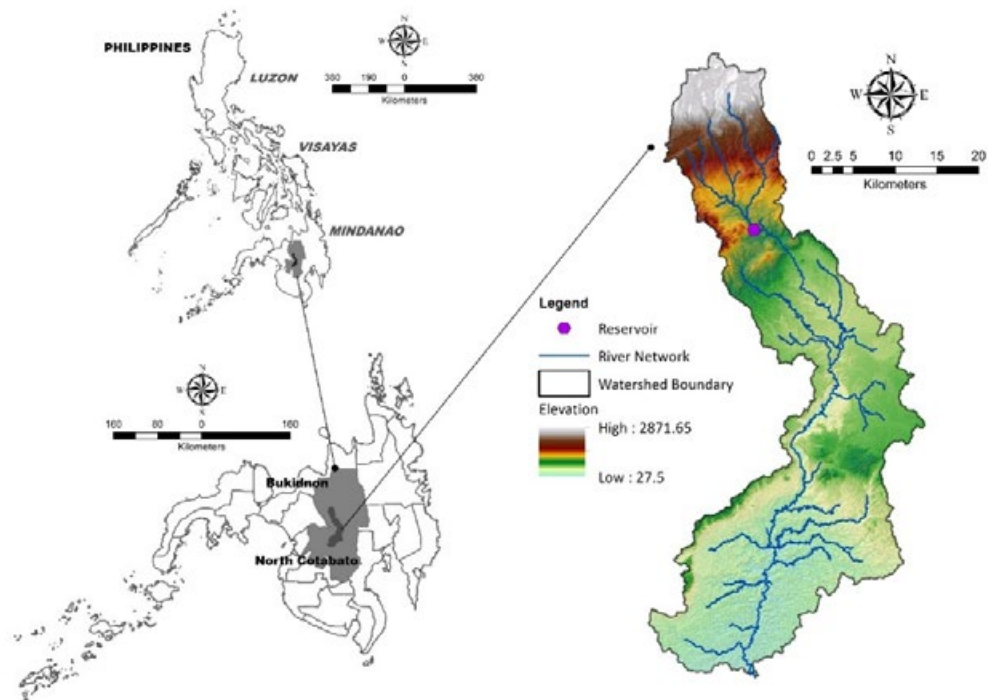 PHILIPPINES
LUZON
VISAYAS
MINDANAO
N
W E
S
380 190 0 380
Kilometers
N
W E
S
160 80 0 160
Kilometers
Bukidnon
North Cotabato
N
W E
S
0 2.5 5 10 15 20
Kilometers
Legend
Reservoir
River Network
Watershed Boundary
Elevation
High : 2871.65
Low : 27.5